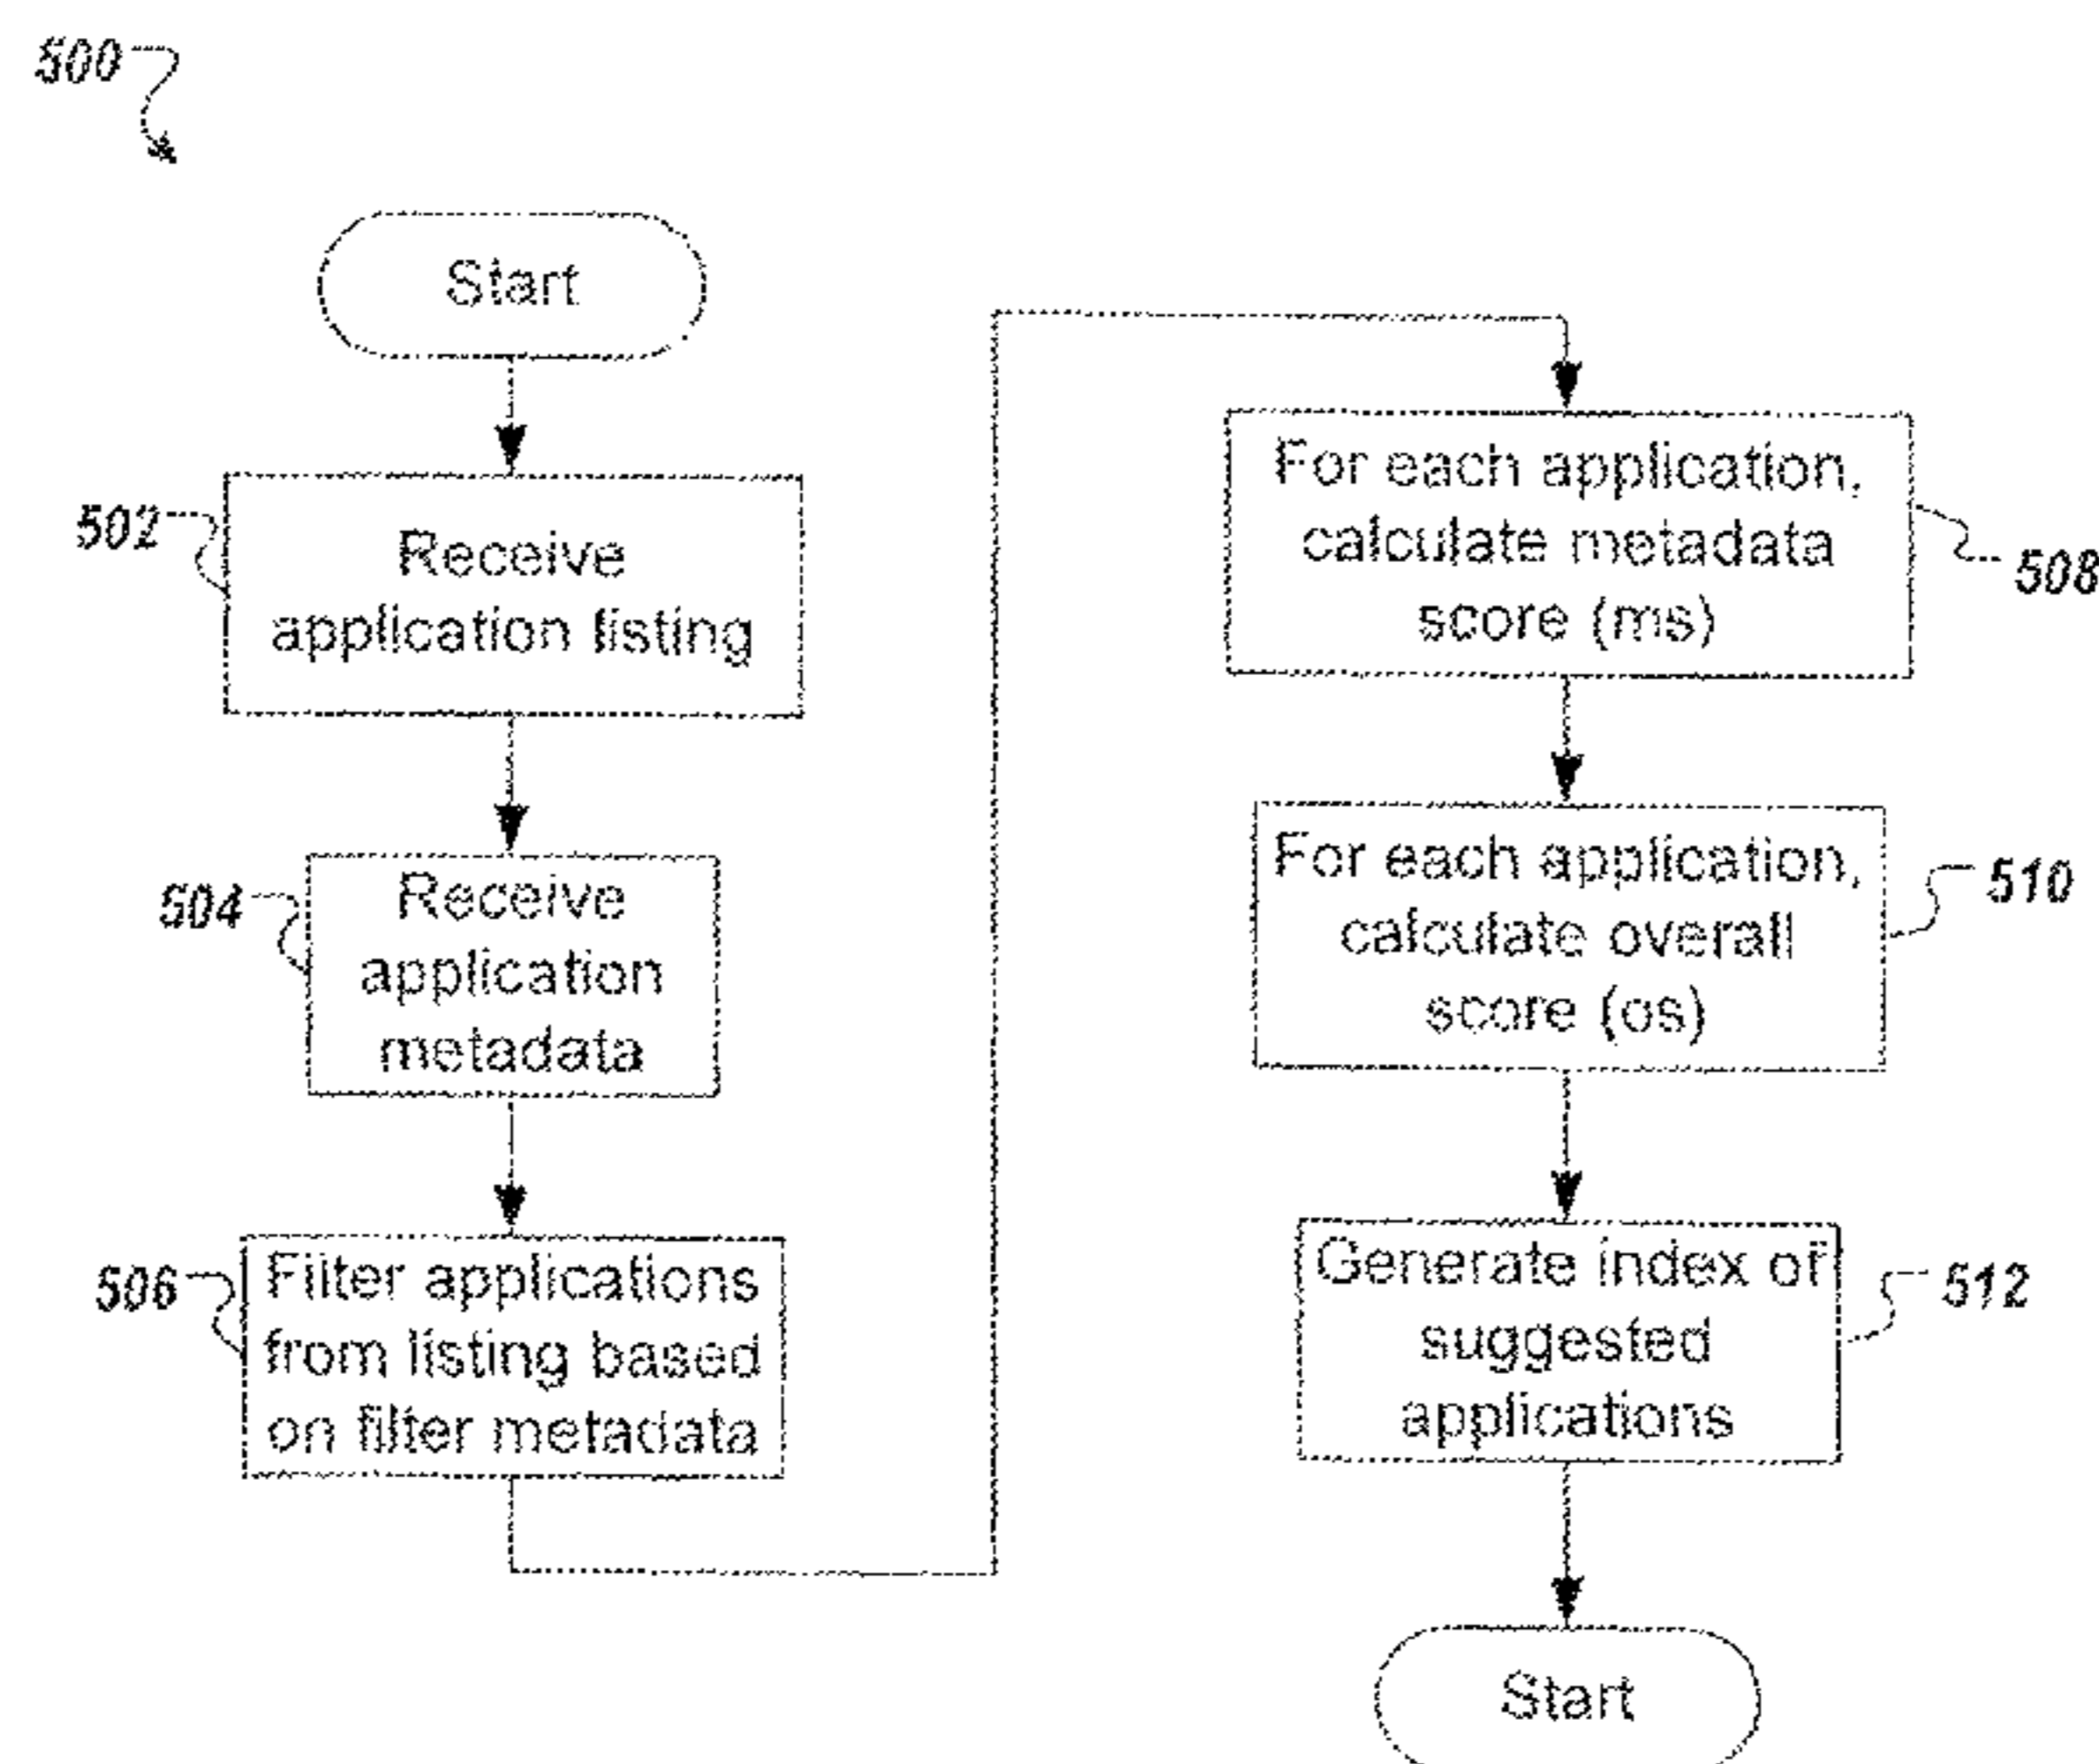 500
Start
502
Receive
application listing
504
Receive
application
metadata
506
Filter applications
from listing based
on filter metadata
For each application,
calculate metadata
score (ms)
508
For each application,
calculate overall
score (os)
510
Generate index of
suggested
applications
512
Start